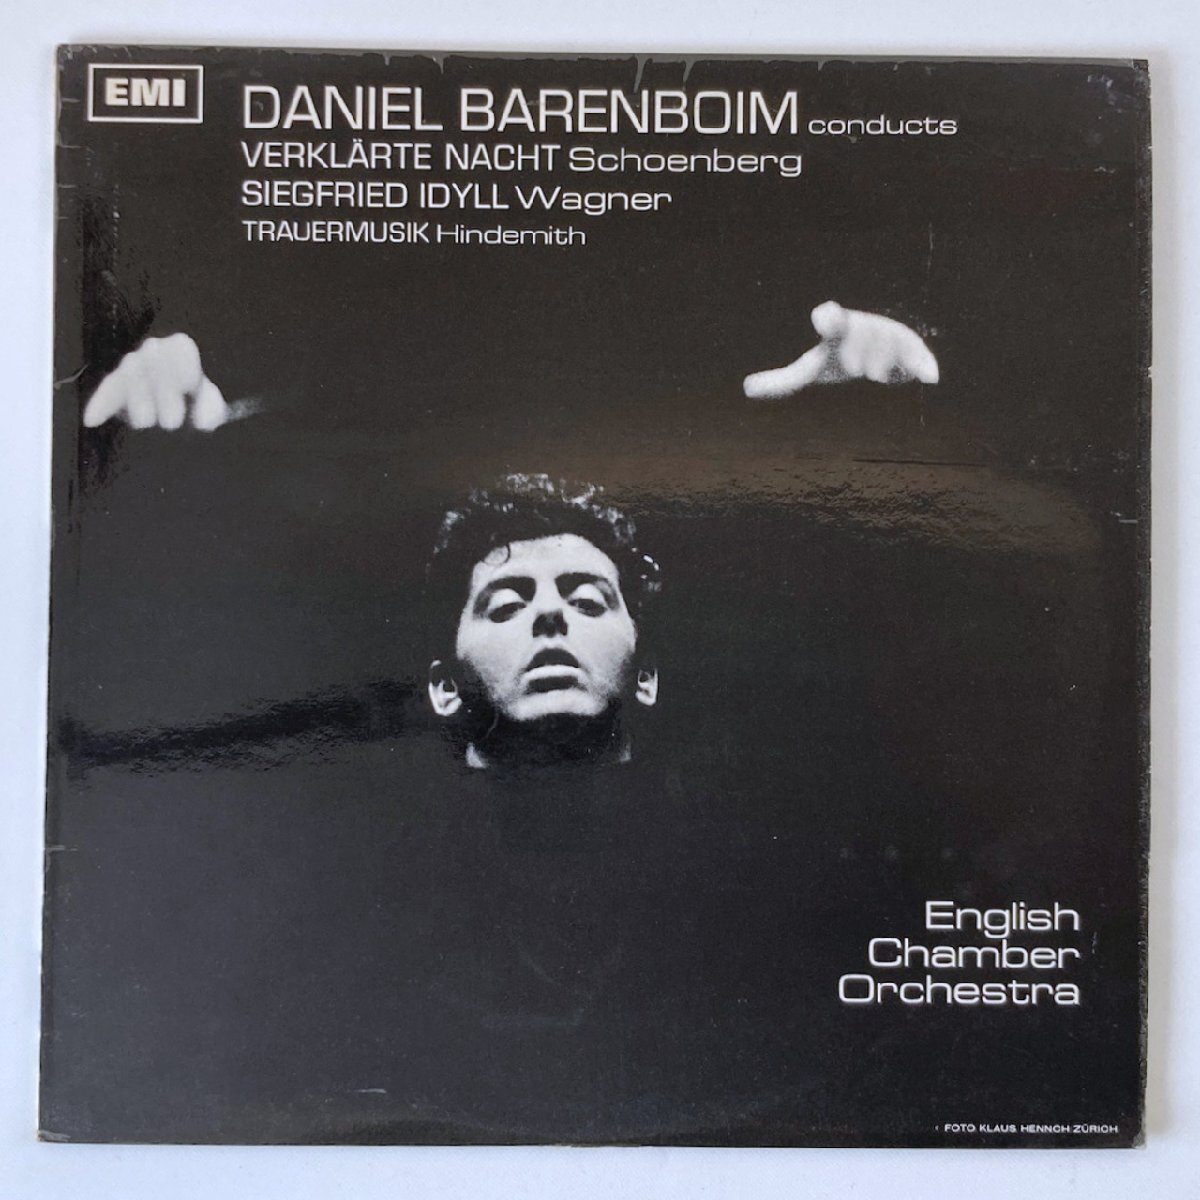 EMI
DANIEL BARENBOIM conducts
VERKLÄRTE NACHT Schoenberg
SIEGFRIED IDYLL Wagner
TRAUERMUSIK Hindemith
English
Chamber
Orchestra
FOTO KLAUS HENNCH ZÜRICH